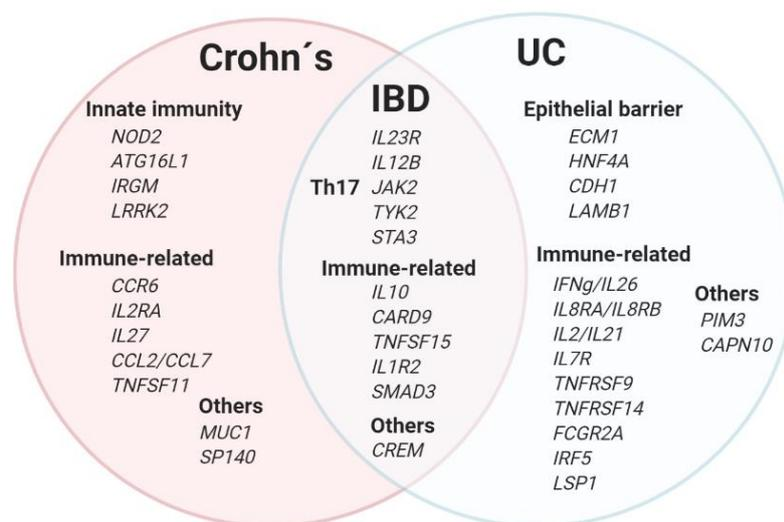 Crohn´s
Innate immunity
NOD2
ATG16L1
IRGM
LRRK2
Immune-related
CCR6
IL2RA
IL27
CCL2/CCL7
TNFSF11
Others
MUC1
SP140
IBD
IL23R
IL12B
Th17 JAK2
TYK2
STA3
Immune-related
IL10
CARD9
TNFSF15
IL1R2
SMAD3
Others
CREM
UC
Epithelial barrier
ECM1
HNF4A
CDH1
LAMB1
Immune-related
IFNg/IL26
IL8RA/IL8RB
IL2/IL21
IL7R
TNFRSF9
TNFRSF14
FCGR2A
IRF5
LSP1
Others
PIM3
CAPN10